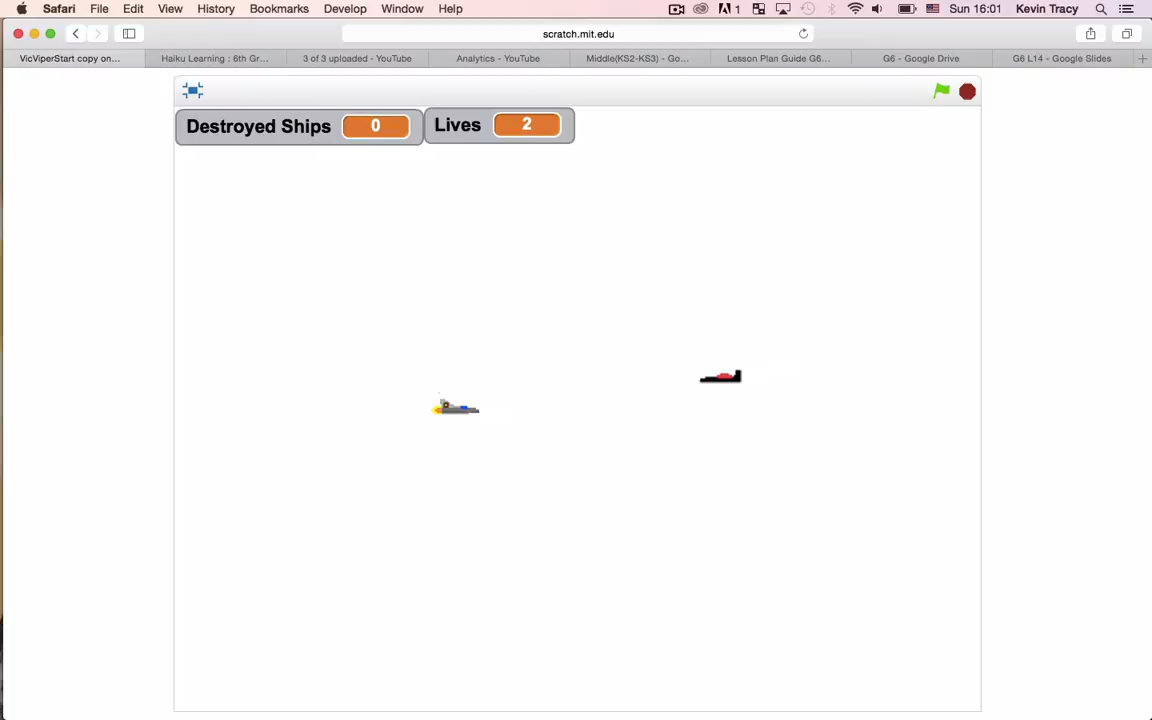 Safari File Edit View History Bookmarks Develop Window Help 1 Sun 16:01 Kevin Tracy
scratch.mit.edu
VicViperStart copy on... Haiku Learning : 6th Gr... 3 of 3 uploaded - YouTube Analytics - YouTube Middle(KS2-KS3) - Go... Lesson Plan Guide G6... G6 - Google Drive G6 L14 - Google Slides
Destroyed Ships 0 Lives 2